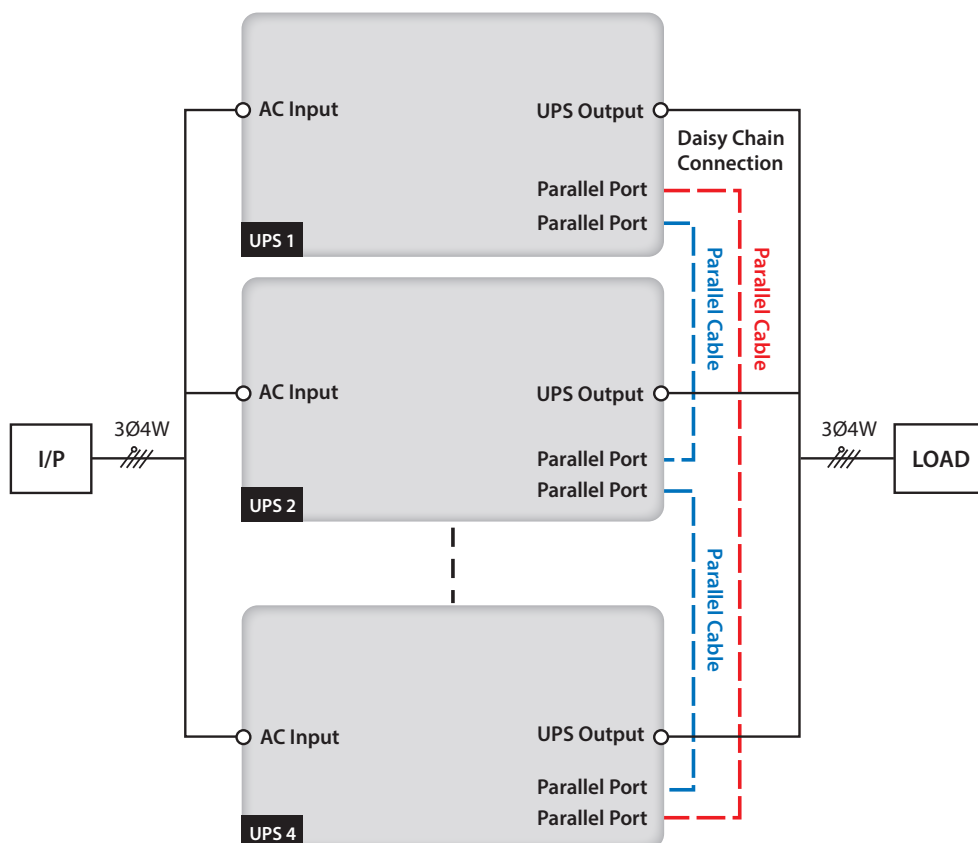 AC Input
UPS Output
Daisy Chain
Connection
Parallel Port
Parallel Port
UPS 1
Parallel Cable
Parallel Cable
AC Input
UPS Output
3Ø4W
I/P
3Ø4W
LOAD
Parallel Port
Parallel Port
UPS 2
Parallel Cable
AC Input
UPS Output
Parallel Port
Parallel Port
UPS 4